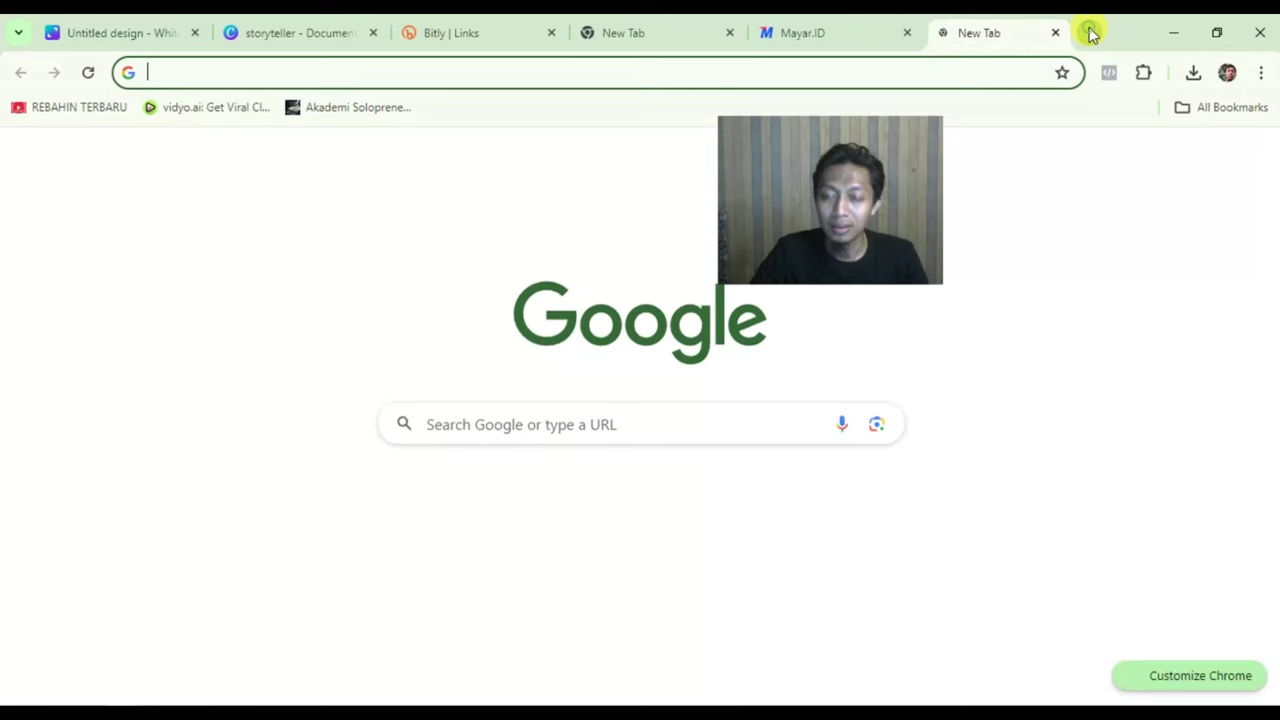 Untitled design - Whit
storyteller - Documen
Bitly | Links
New Tab
Mayar.ID
New Tab
REBAHIN TERBARU
vidyo.ai: Get Viral Cl...
Akademi Soloprene...
All Bookmarks
Google
Search Google or type a URL
Customize Chrome